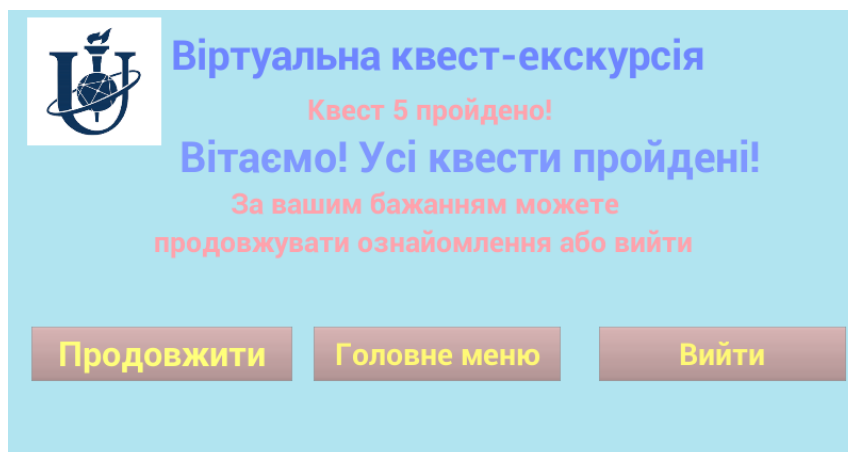 Віртуальна квест-екскурсія
Квест 5 пройдено!
Вітаємо! Усі квести пройдені!
За вашим бажанням можете
продовжувати ознайомлення або вийти
Продовжити
Головне меню
Вийти